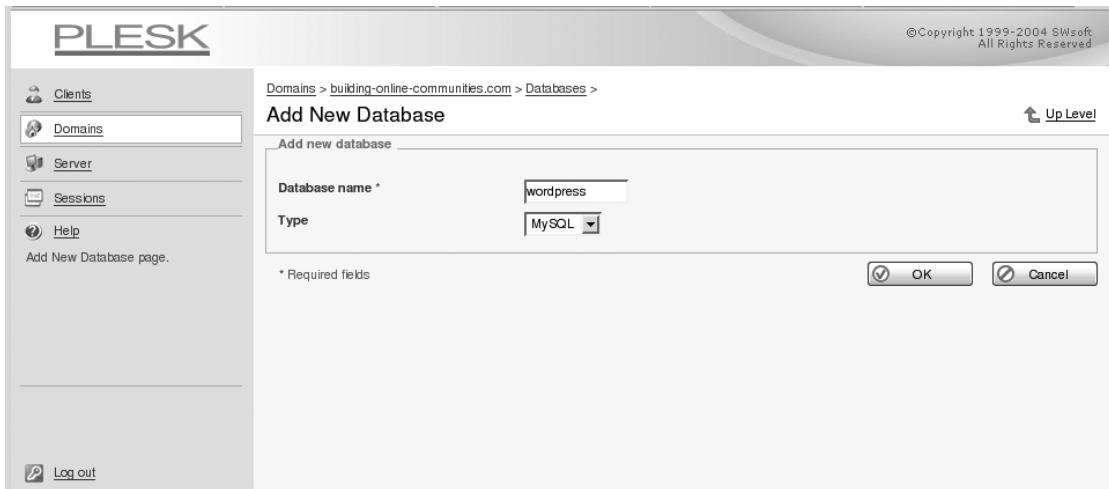 PLESK
©Copyright 1999-2004 SWsoft
All Rights Reserved
Clients
Domains
Server
Sessions
Help
Add New Database page.
Log out
Domains > building-online-communities.com > Databases >
Add New Database
Up Level
Add new database
Database name *
wordpress
Type
MySQL
* Required fields
OK
Cancel